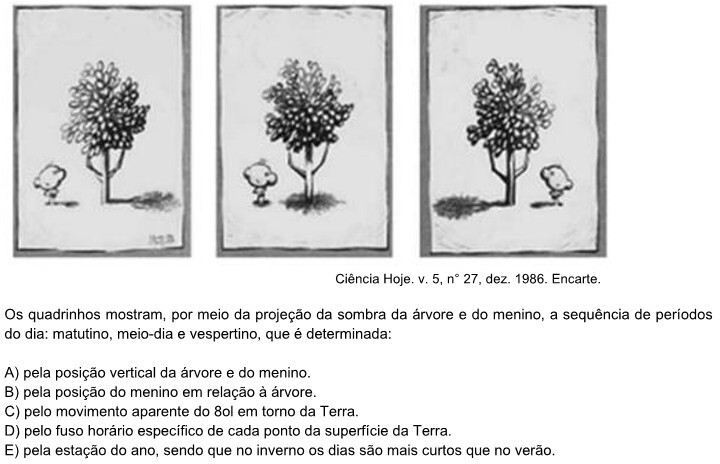 Ciência Hoje. v. 5, n° 27, dez. 1986. Encarte.
Os quadrinhos mostram, por meio da projeção da sombra da árvore e do menino, a sequência de períodos
do dia: matutino, meio-dia e vespertino, que é determinada:
A) pela posição vertical da árvore e do menino.
B) pela posição do menino em relação à árvore.
C) pelo movimento aparente do 8ol em torno da Terra.
D) pelo fuso horário específico de cada ponto da superfície da Terra.
E) pela estação do ano, sendo que no inverno os dias são mais curtos que no verão.